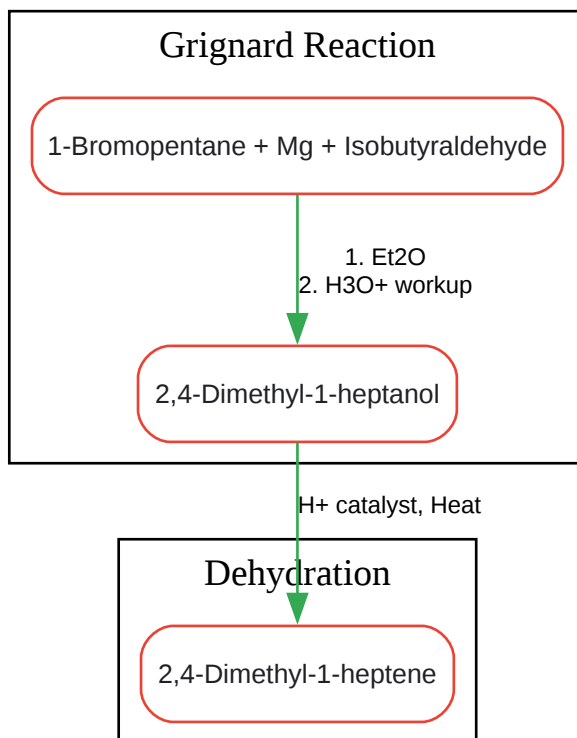 Grignard Reaction
1-Bromopentane + Mg + Isobutyraldehyde
1. Et2O
2. H3O+ workup
2,4-Dimethyl-1-heptanol
H+ catalyst, Heat
Dehydration
2,4-Dimethyl-1-heptene